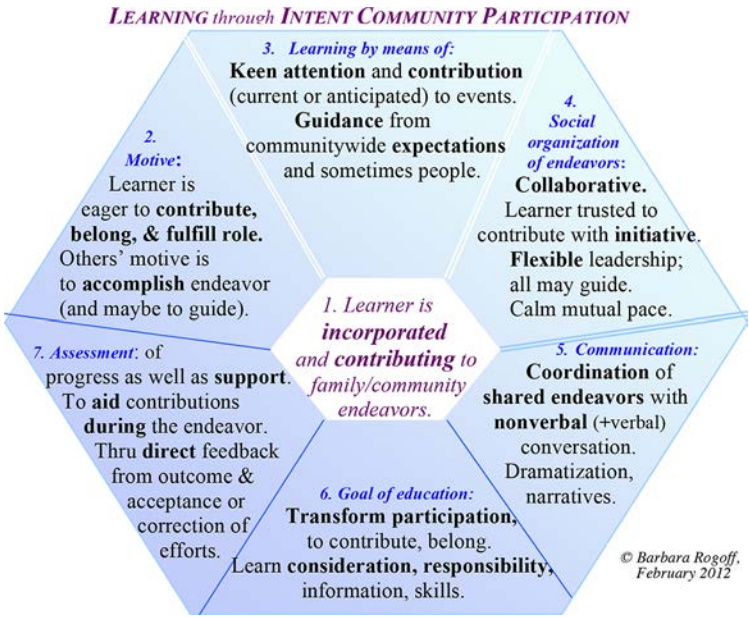 LEARNING through INTENT COMMUNITY PARTICIPATION
1. Learner is
incorporated
and contributing to
family/community
endeavors.
2.
Motive:
Learner is
eager to contribute,
belong, & fulfill role.
Others' motive is
to accomplish endeavor
(and maybe to guide).
3. Learning by means of:
Keen attention and contribution
(current or anticipated) to events.
Guidance from
communitywide expectations
and sometimes people.
4.
Social
organization
of endeavors:
Collaborative.
Learner trusted to
contribute with initiative.
Flexible leadership;
all may guide.
Calm mutual pace.
5. Communication:
Coordination of
shared endeavors with
nonverbal (+verbal)
conversation.
Dramatization,
narratives.
6. Goal of education:
Transform participation,
to contribute, belong.
Learn consideration, responsibility,
information, skills.
7. Assessment: of
progress as well as support.
To aid contributions
during the endeavor.
Thru direct feedback
from outcome &
acceptance or
correction of
efforts.
© Barbara Rogoff,
February 2012